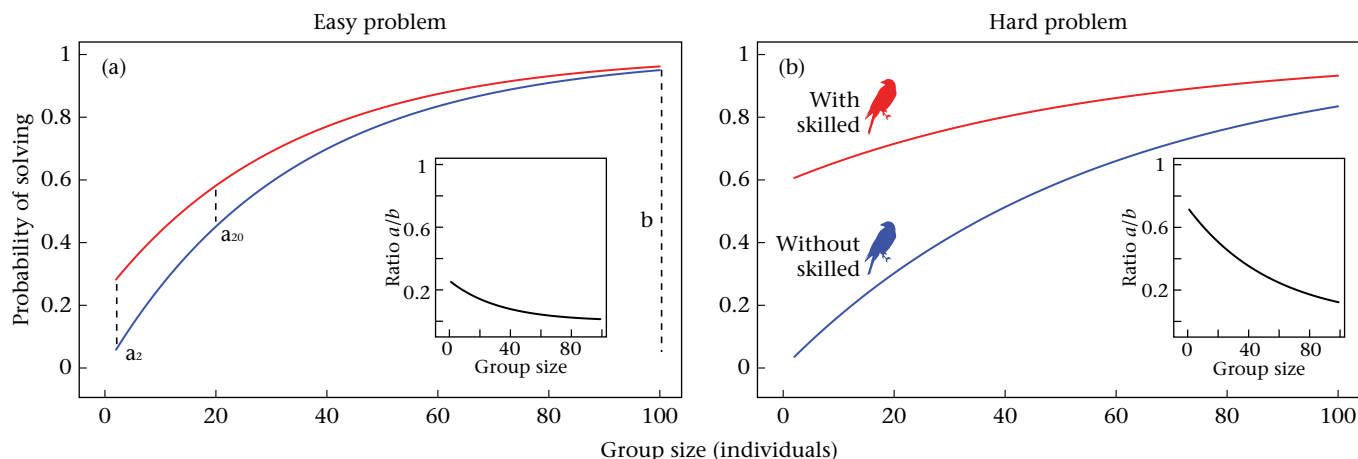 Easy problem
Hard problem
Probability of solving
1
0.8
0.6
0.4
0.2
0
(a)
a2
a20
b
Ratio a/b
1
0.6
0.2
0 40 80
Group size
0 20 40 60 80 100
1
0.8
0.6
0.4
0.2
0
(b)
With
skilled
Without
skilled
Ratio a/b
1
0.6
0.2
0 40 80
Group size
0 20 40 60 80 100
Group size (individuals)